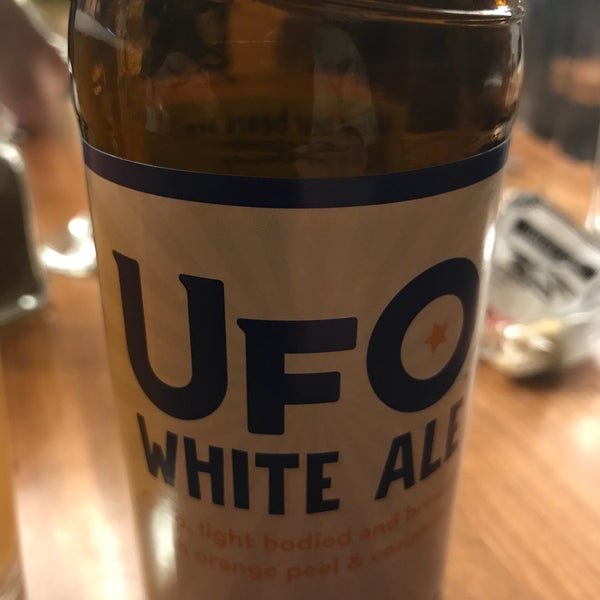 UFO
WHITE ALE
light bodied and
orange peel &